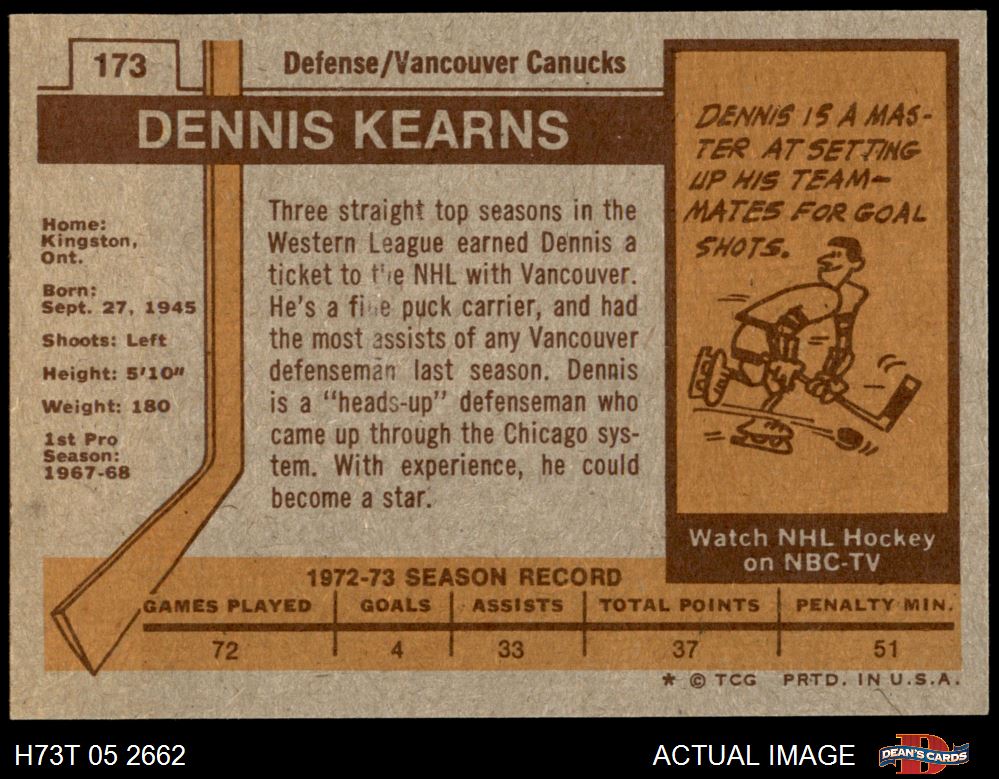 173
Defense/Vancouver Canucks
DENNIS KEARNS
Home:
Kingston,
Ont.
Born:
Sept. 27, 1945
Shoots: Left
Height: 5'10"
Weight: 180
1st Pro
Season:
1967-68
Three straight top seasons in the
Western League earned Dennis a
ticket to the NHL with Vancouver.
He's a fine puck carrier, and had
the most assists of any Vancouver
defenseman last season. Dennis
is a "heads-up" defenseman who
came up through the Chicago sys-
tem. With experience, he could
become a star.
DENNIS IS A MAS-
TER AT SETTING
UP HIS TEAM-
MATES FOR GOAL
SHOTS.
Watch NHL Hockey
on NBC-TV
1972-73 SEASON RECORD
GAMES PLAYED GOALS ASSISTS TOTAL POINTS PENALTY MIN.
72 4 33 37 51
* © TCG PRTD. IN U.S.A.
H73T 05 2662 ACTUAL IMAGE DEAN'S CARDS